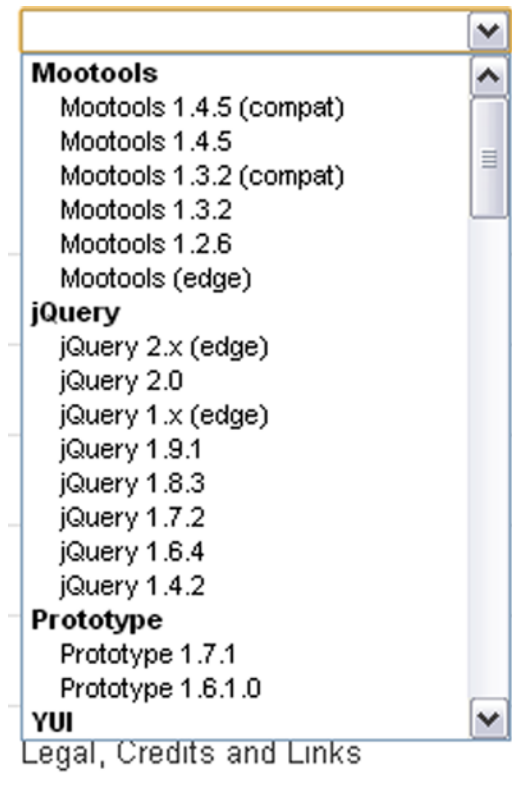 Mootools
Mootools 1.4.5 (compat)
Mootools 1.4.5
Mootools 1.3.2 (compat)
Mootools 1.3.2
Mootools 1.2.6
Mootools (edge)
jQuery
jQuery 2.x (edge)
jQuery 2.0
jQuery 1.x (edge)
jQuery 1.9.1
jQuery 1.8.3
jQuery 1.7.2
jQuery 1.6.4
jQuery 1.4.2
Prototype
Prototype 1.7.1
Prototype 1.6.1.0
YUI
Legal, Credits and Links